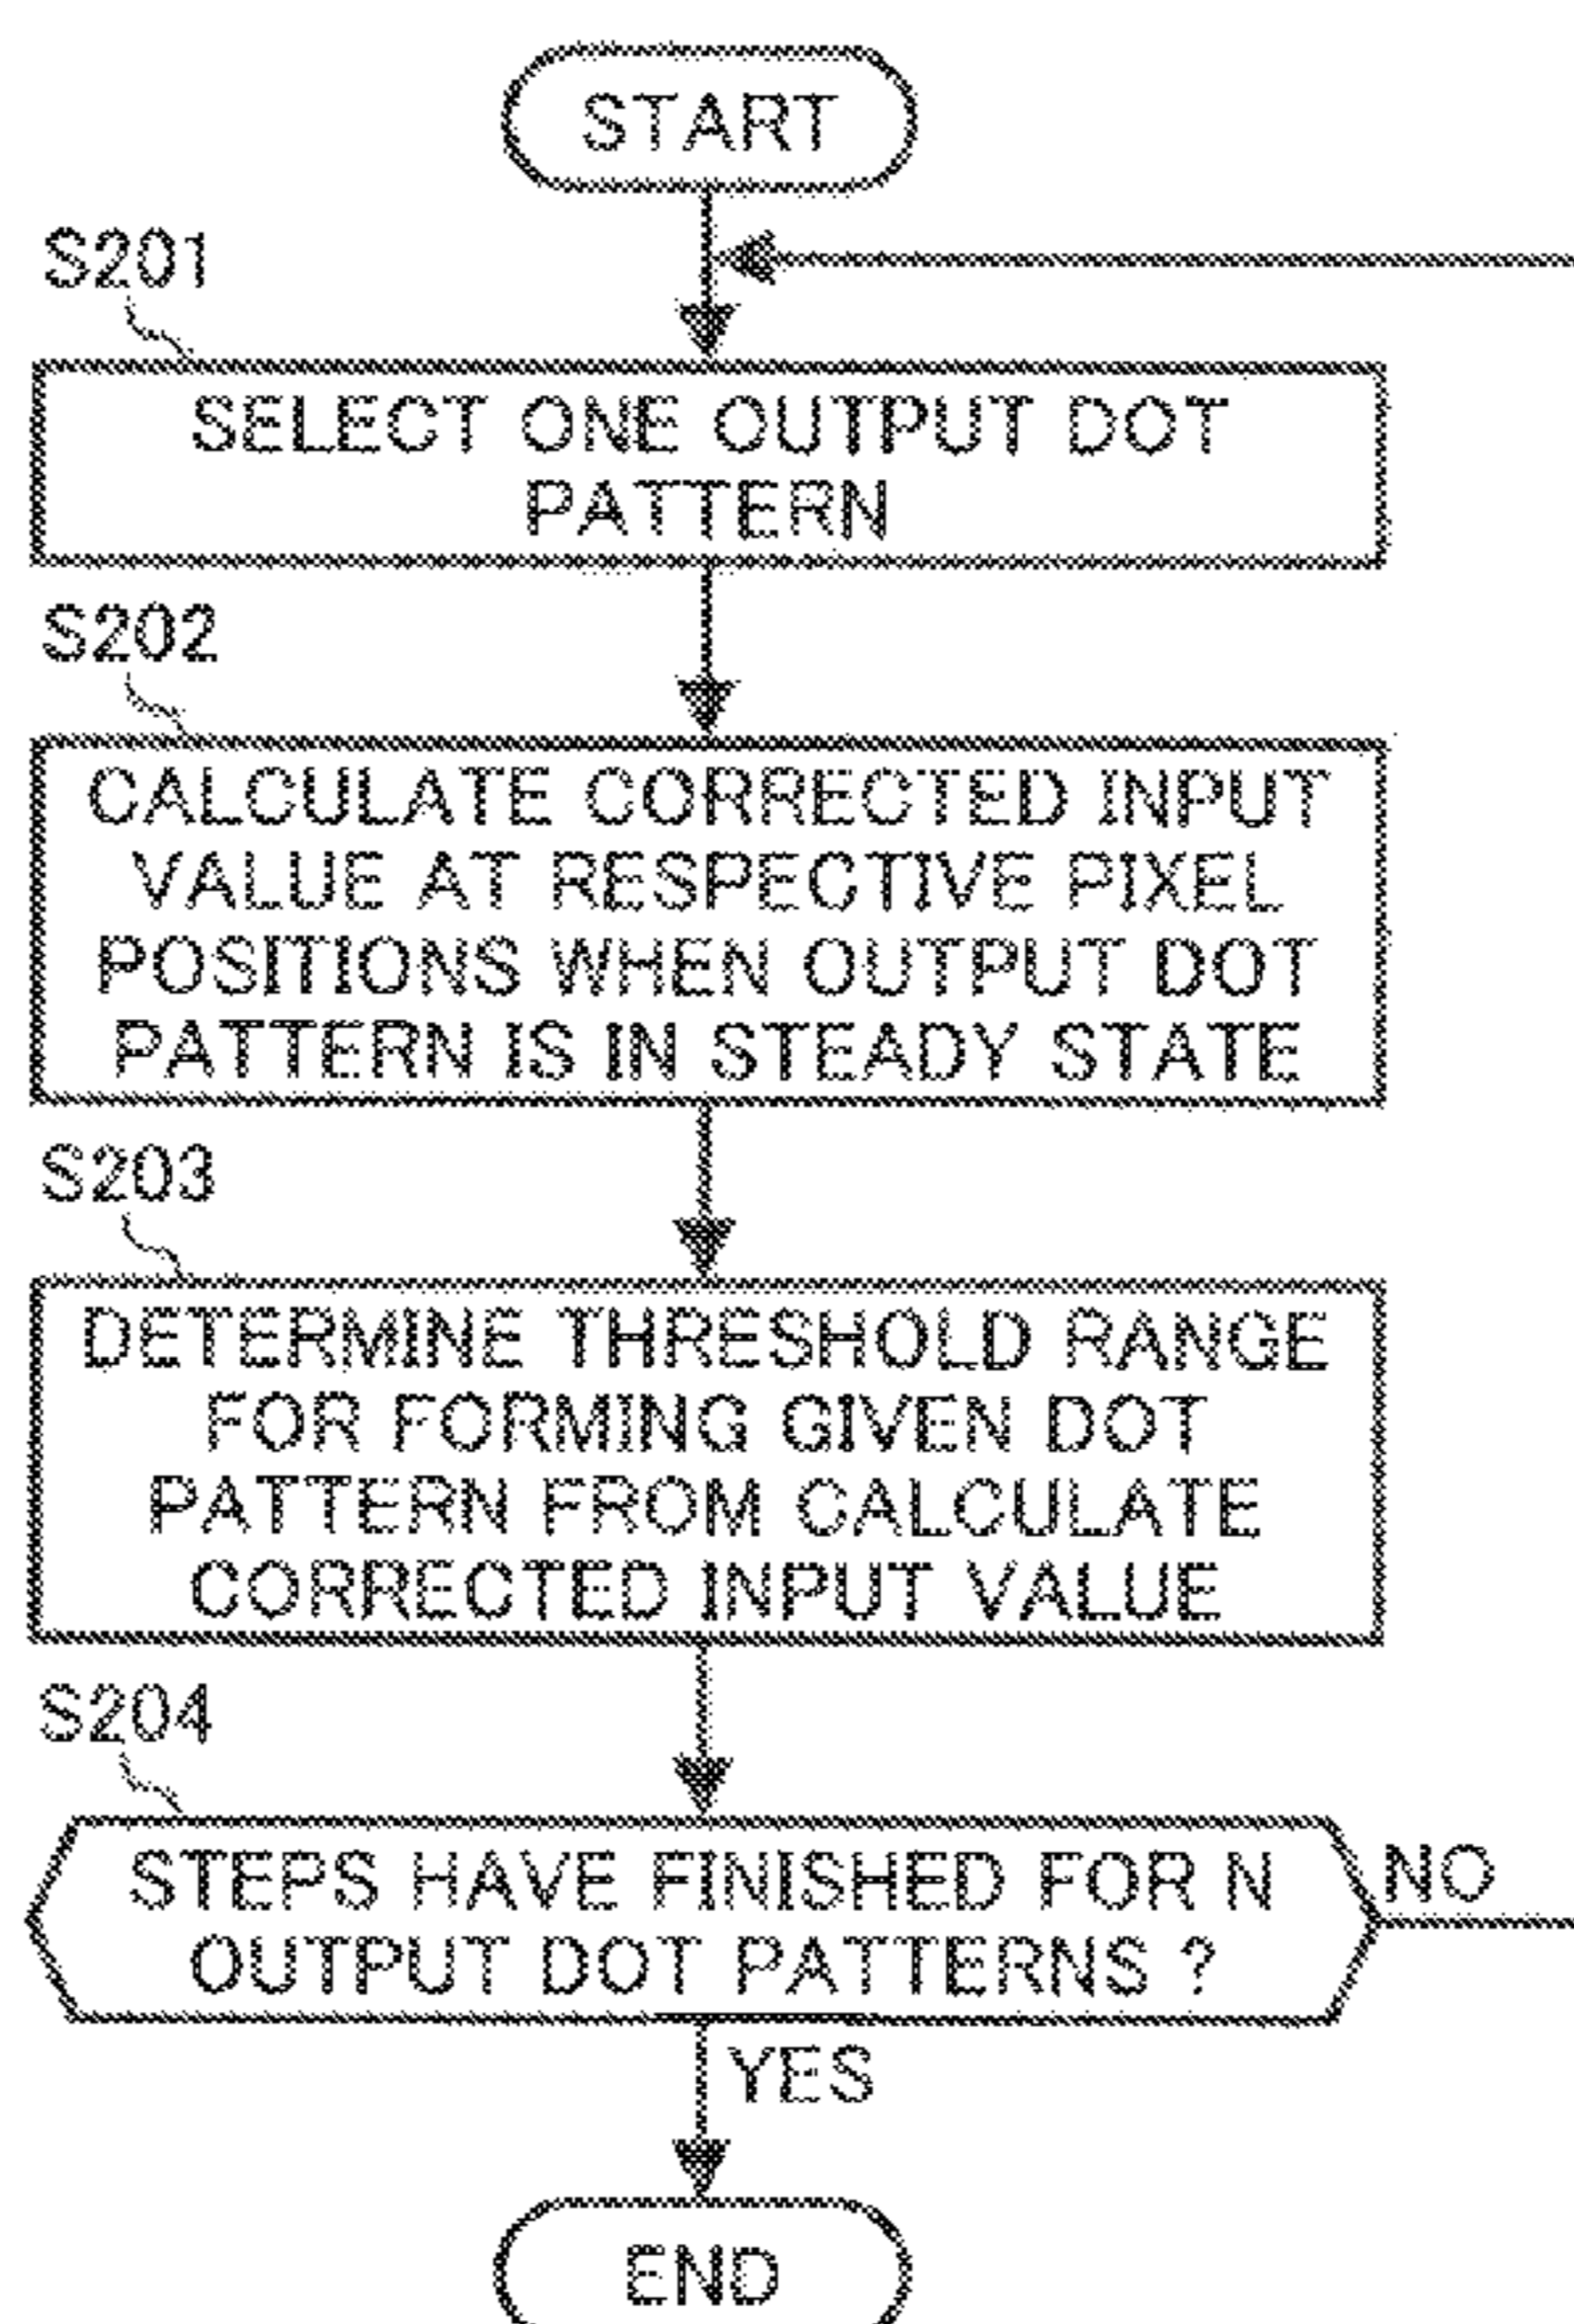 START
S201
SELECT ONE OUTPUT DOT
PATTERN
S202
CALCULATE CORRECTED INPUT
VALUE AT RESPECTIVE PIXEL
POSITIONS WHEN OUTPUT DOT
PATTERN IS IN STEADY STATE
S203
DETERMINE THRESHOLD RANGE
FOR FORMING GIVEN DOT
PATTERN FROM CALCULATE
CORRECTED INPUT VALUE
S204
STEPS HAVE FINISHED FOR N
OUTPUT DOT PATTERNS ?
NO
YES
END